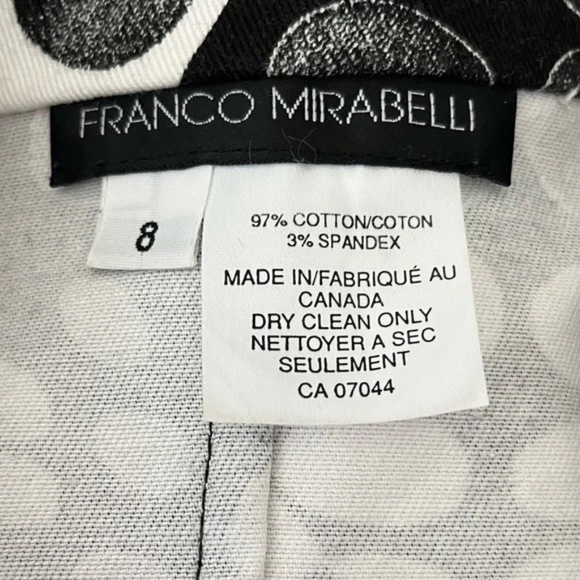 FRANCO MIRABELLI
8
97% COTTON/COTON
3% SPANDEX
MADE IN/FABRIQUÉ AU
CANADA
DRY CLEAN ONLY
NETTOYER A SEC
SEULEMENT
CA 07044